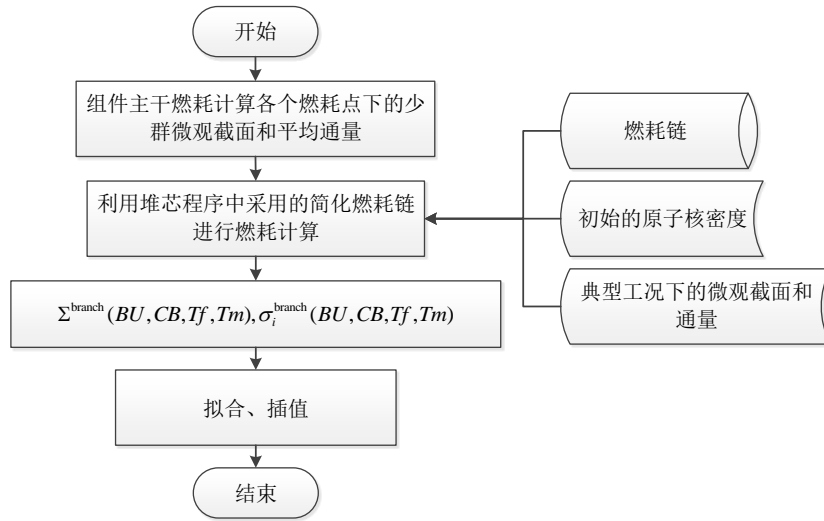 开始
组件主干燃耗计算各个燃耗点下的少
群微观截面和平均通量
利用堆芯程序中采用的简化燃耗链
进行燃耗计算
Σ^branch(BU,CB,Tf,Tm),σ_i^branch(BU,CB,Tf,Tm)
拟合、插值
结束
燃耗链
初始的原子核密度
典型工况下的微观截面和
通量